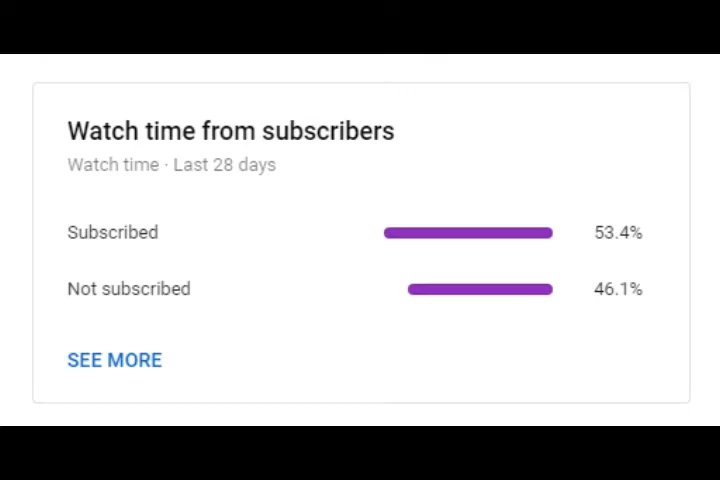 Watch time from subscribers
Watch time · Last 28 days
Subscribed 53.4%
Not subscribed 46.1%
SEE MORE